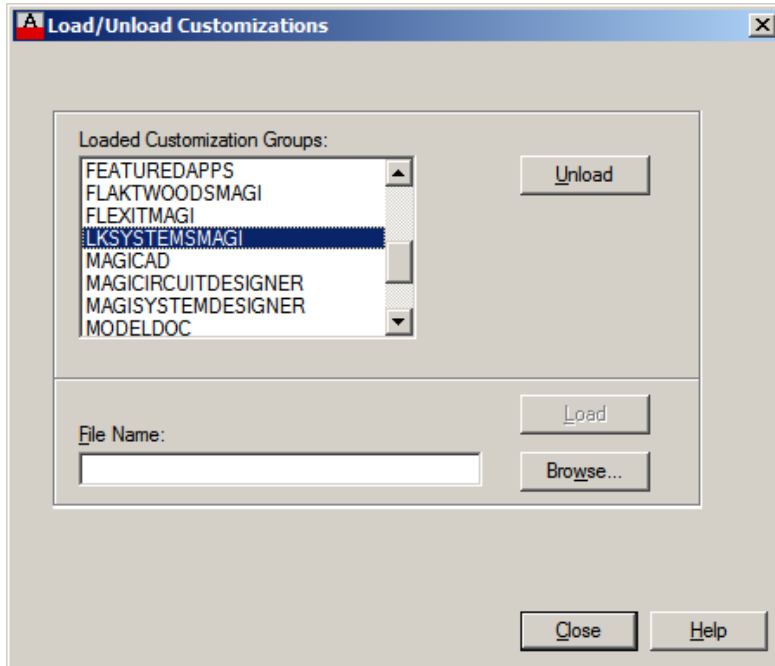 Load/Unload Customizations
Loaded Customization Groups:
FEATUREDAPPS
FLAKTWOODSMAGI
FLEXITMAGI
LKSYSTEMSMAGI
MAGICAD
MAGICIRCUITDESIGNER
MAGISYSTEMDESIGNER
MODELDOC
Unload
Load
File Name:
Browse...
Close
Help